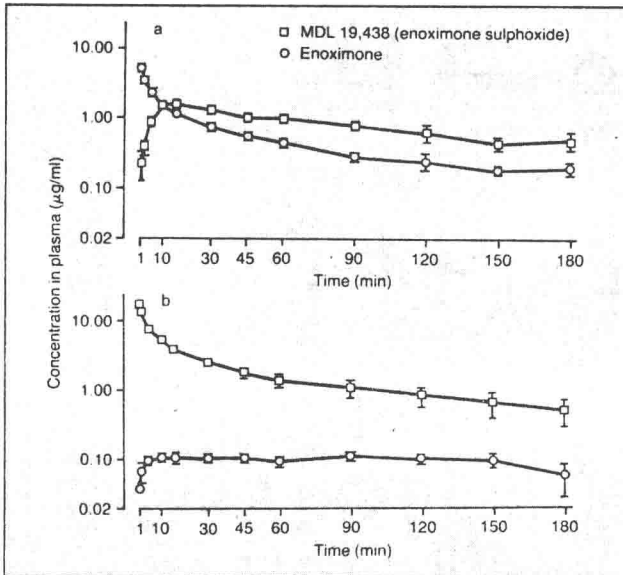 a
MDL 19,438 (enoximone sulphoxide)
Enoximone
Concentration in plasma (μg/ml)
10.00
1.00
0.10
0.02
1 10 30 45 60 90 120 150 180
Time (min)
b
10.00
1.00
0.10
0.02
1 10 30 45 60 90 120 150 180
Time (min)